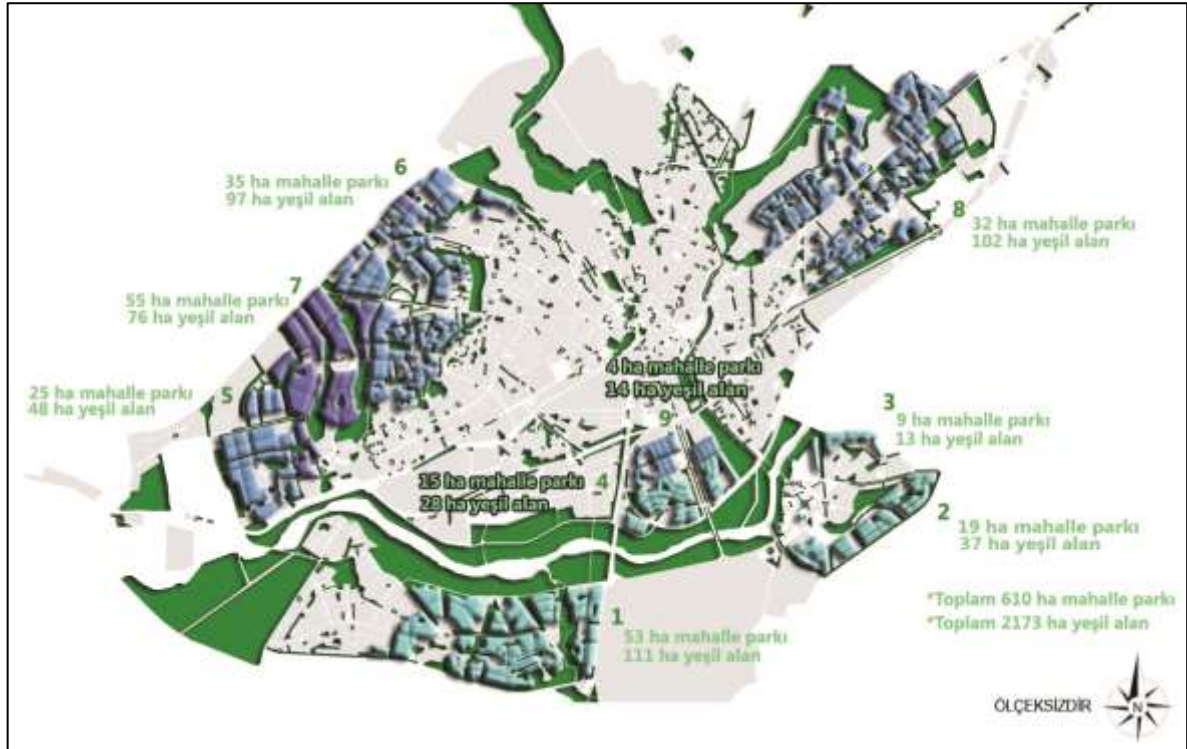 6
35 ha mahalle parkı
97 ha yeşil alan
8
32 ha mahalle parkı
102 ha yeşil alan
7
55 ha mahalle parkı
76 ha yeşil alan
4 ha mahalle parkı
14 ha yeşil alan
9
5
25 ha mahalle parkı
48 ha yeşil alan
3
9 ha mahalle parkı
13 ha yeşil alan
15 ha mahalle parkı
28 ha yeşil alan
4
2
19 ha mahalle parkı
37 ha yeşil alan
1
53 ha mahalle parkı
111 ha yeşil alan
*Toplam 610 ha mahalle parkı
*Toplam 2173 ha yeşil alan
ÖLÇEKSİZDİR
N